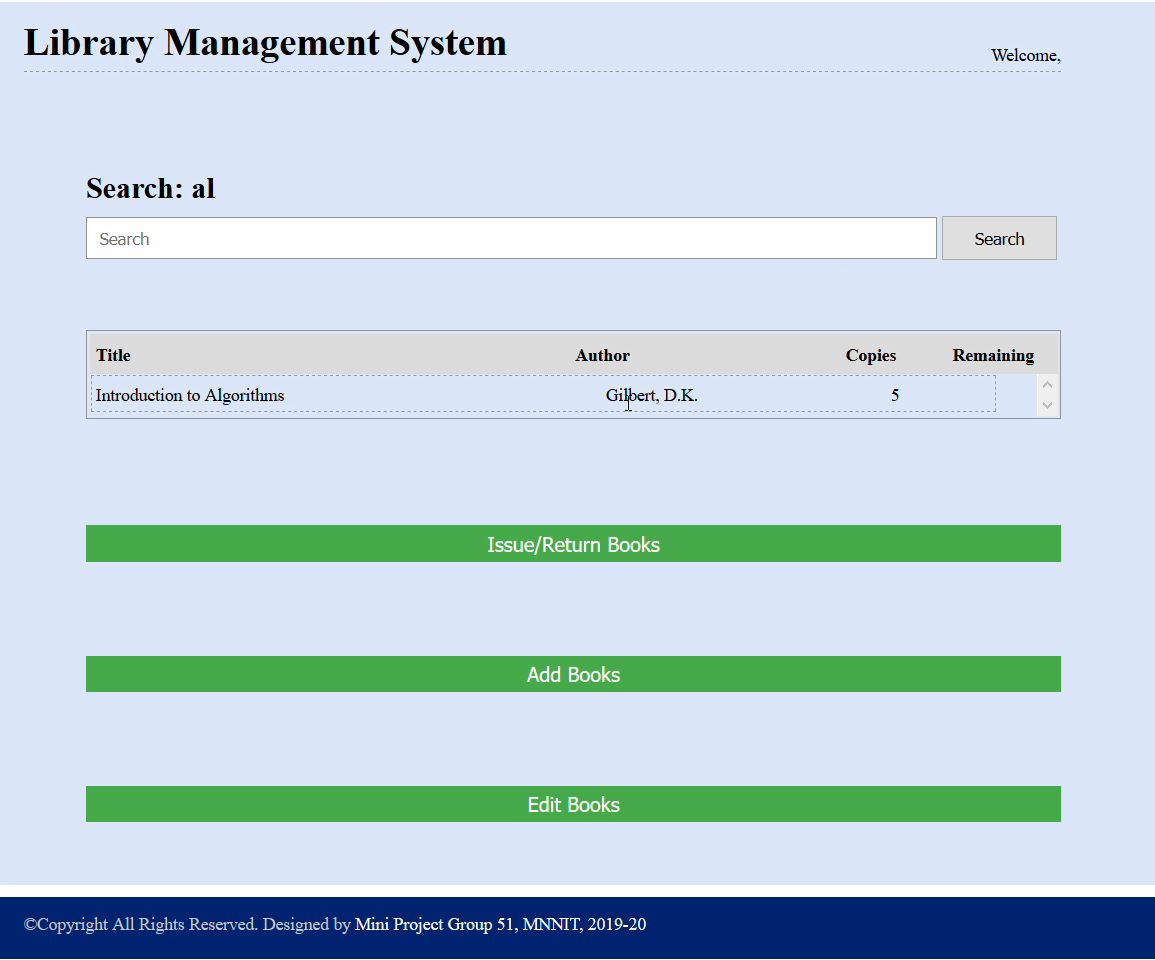 Library Management System
Welcome,
Search: al
Search Search
Title Author Copies Remaining
Introduction to Algorithms Gilbert, D.K. 5
Issue/Return Books
Add Books
Edit Books
©Copyright All Rights Reserved. Designed by Mini Project Group 51, MNNIT, 2019-20